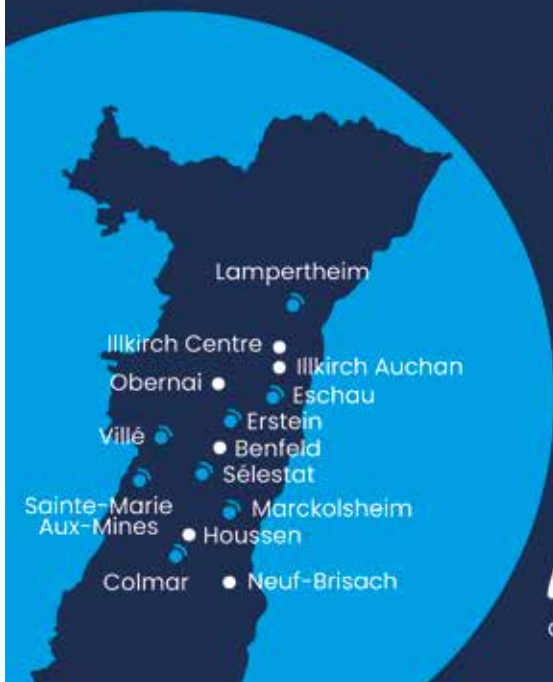 Lampertheim
Illkirch Centre
Illkirch Auchan
Obernai
Eschau
Erstein
Villé
Benfeld
Sélestat
Sainte-Marie
Aux-Mines
Marckolsheim
Houssen
Colmar
Neuf-Brisach